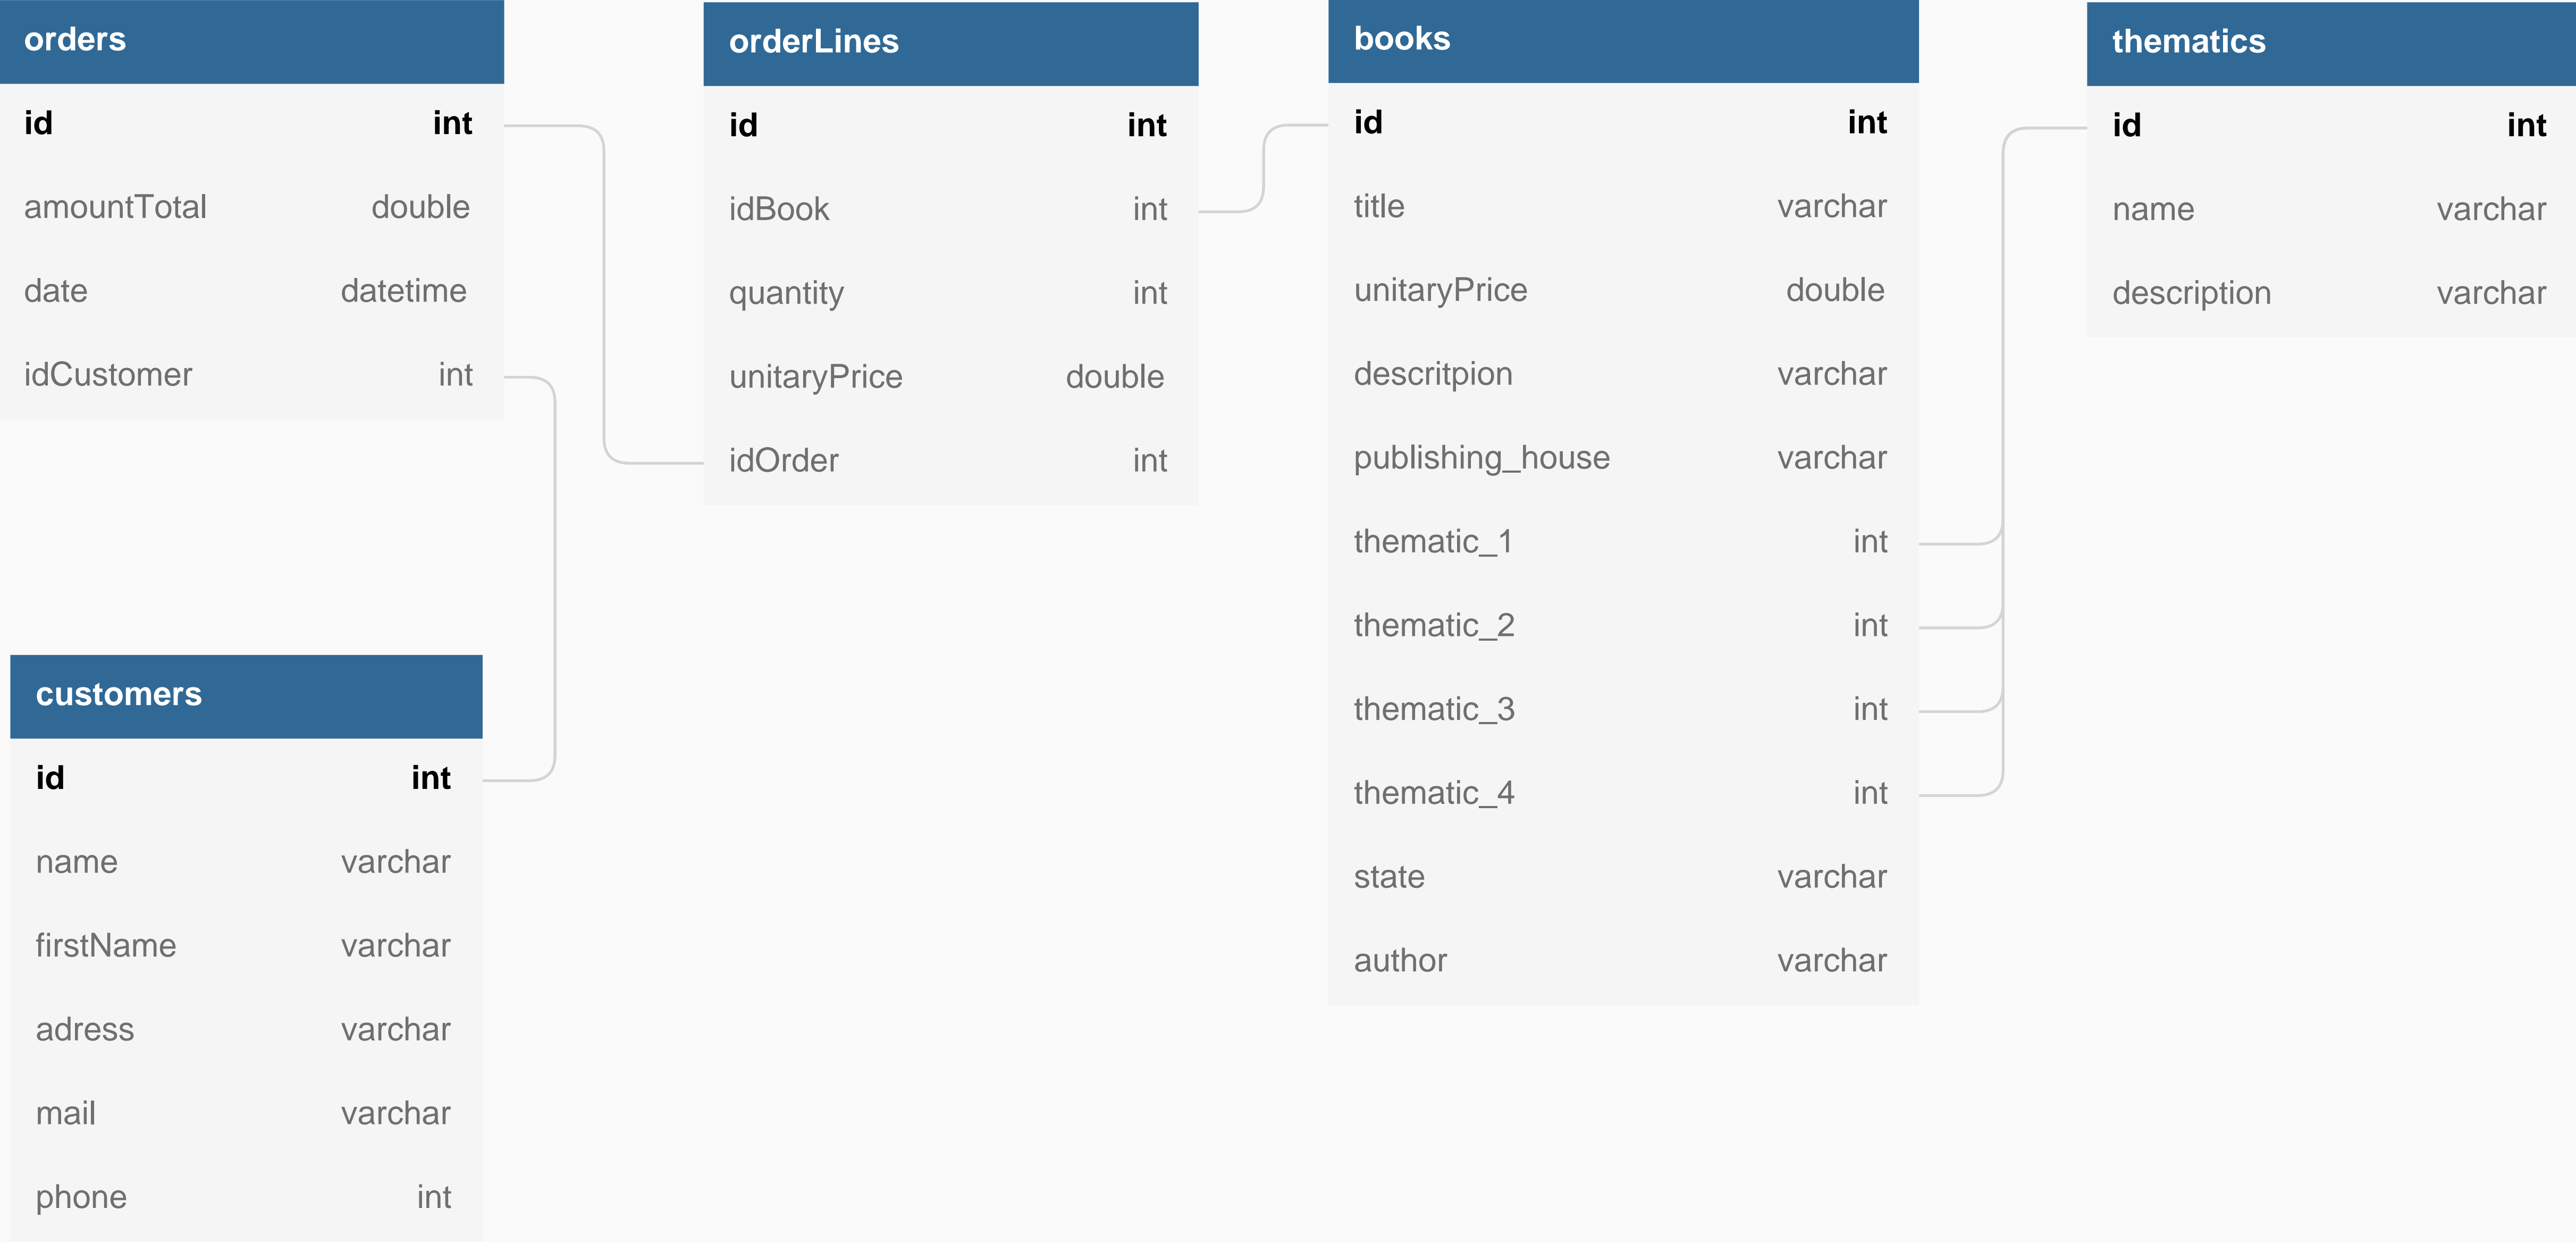 orders
id int
amountTotal double
date datetime
idCustomer int
customers
id int
name varchar
firstName varchar
adress varchar
mail varchar
phone int
orderLines
id int
idBook int
quantity int
unitaryPrice double
idOrder int
books
id int
title varchar
unitaryPrice double
descritpion varchar
publishing_house varchar
thematic_1 int
thematic_2 int
thematic_3 int
thematic_4 int
state varchar
author varchar
thematics
id int
name varchar
description varchar